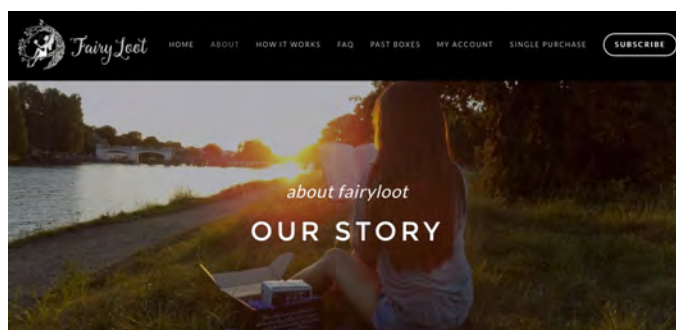 Fairy Loot
HOME ABOUT HOW IT WORKS FAQ PAST BOXES MY ACCOUNT SINGLE PURCHASE SUBSCRIBE
about fairyloot
OUR STORY